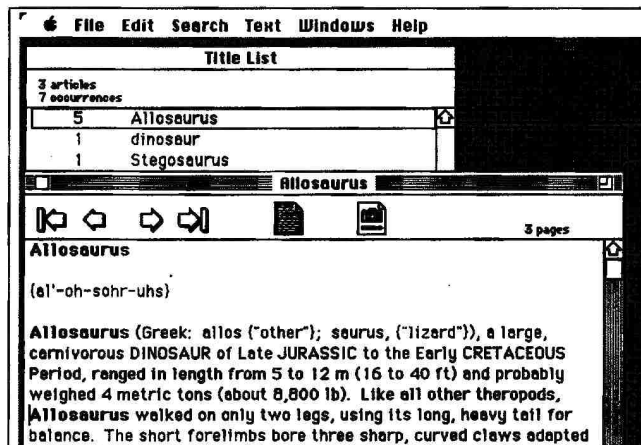 File Edit Search Text Windows Help
Title List
3 articles
7 occurrences
5 Allosaurus
1 dinosaur
1 Stegosaurus
Allosaurus
3 pages
Allosaurus
{al'-oh-sohr-uhs}
Allosaurus (Greek: allos {"other"}; saurus, {"lizard"}), a large,
carnivorous DINOSAUR of Late JURASSIC to the Early CRETACEOUS
Period, ranged in length from 5 to 12 m (16 to 40 ft) and probably
weighed 4 metric tons (about 8,800 lb). Like all other theropods,
Allosaurus walked on only two legs, using its long, heavy tail for
balance. The short forelimbs bore three sharp, curved claws adapted